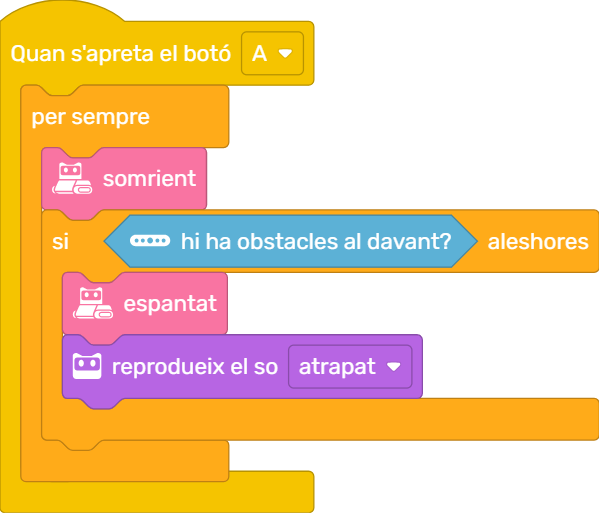 Quan s'apreta el botó A
per sempre
somrient
si hi ha obstacles al davant? aleshores
espantat
reprodueix el so atrapat